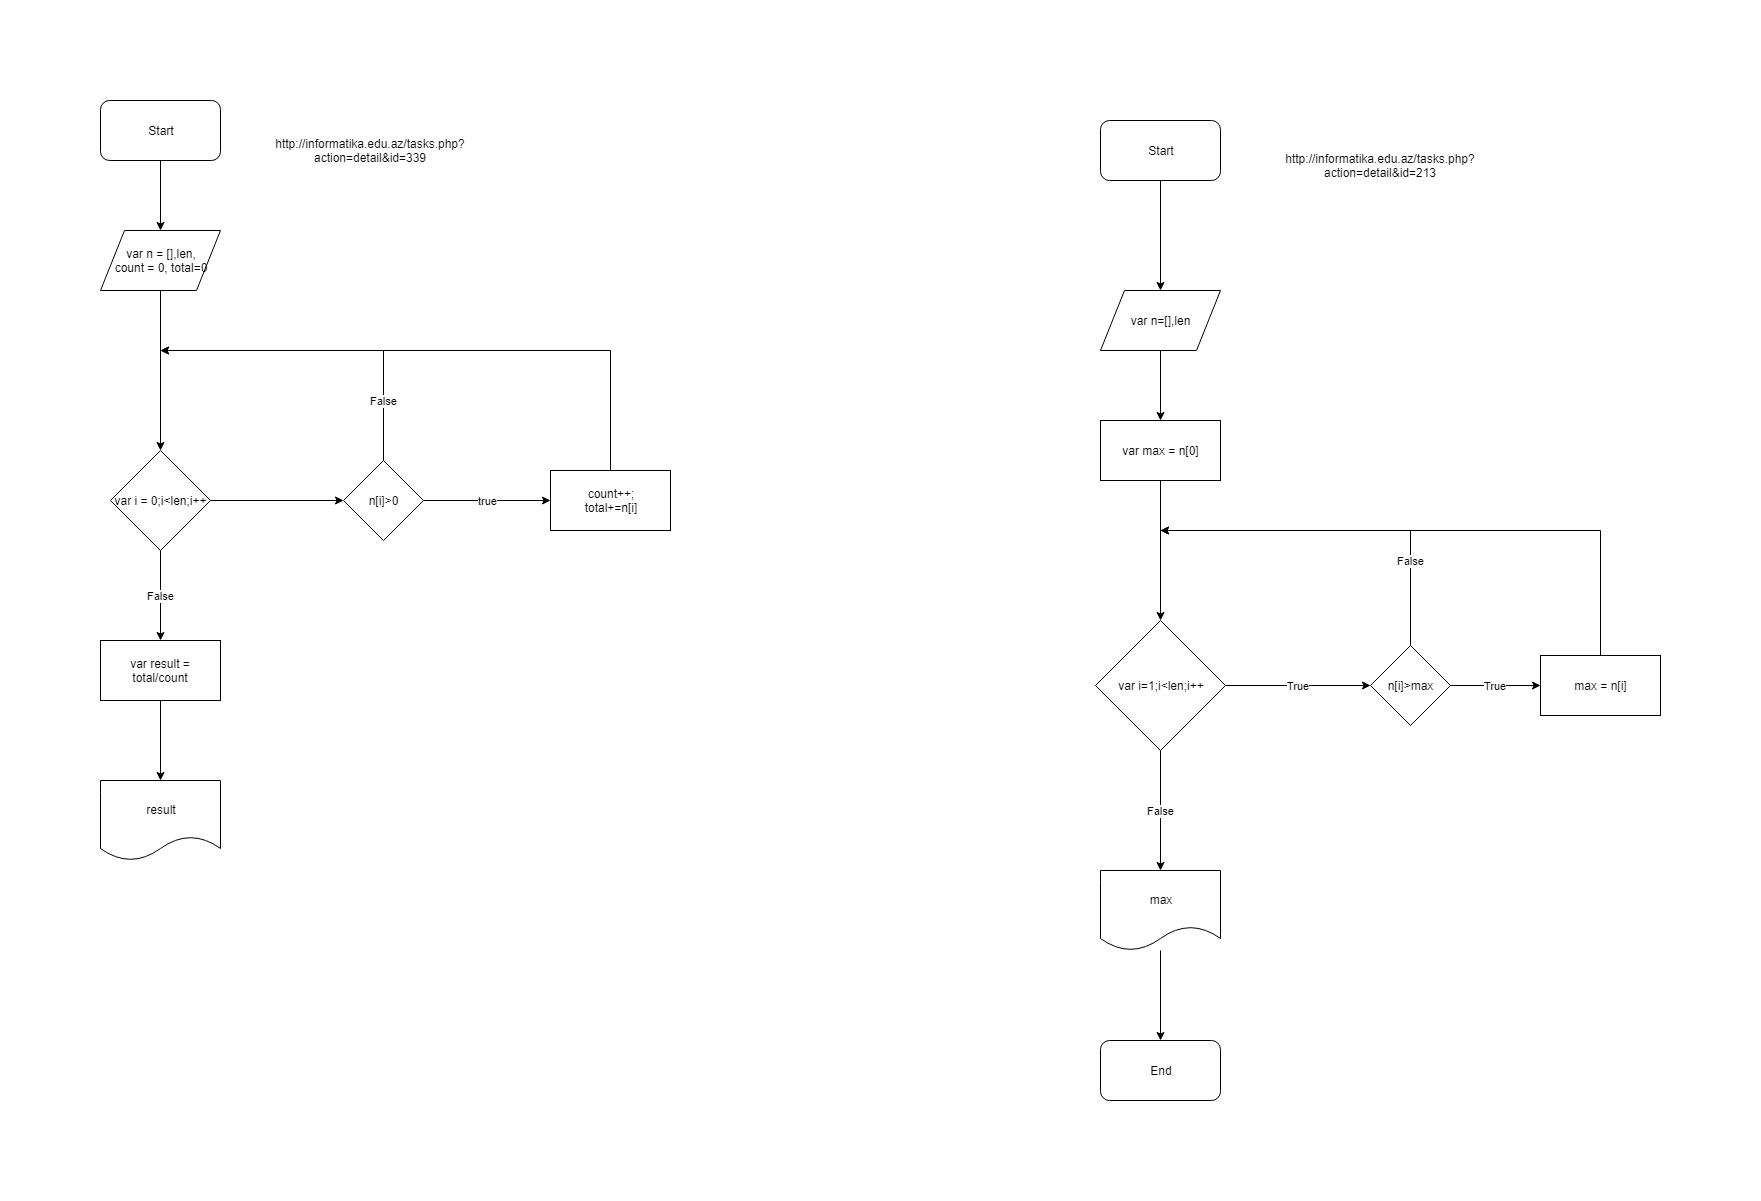 Start
http://informatika.edu.az/tasks.php?
action=detail&id=339
var n = [],len,
count = 0, total=0
False
var i = 0;i<len;i++
n[i]>0
true
count++;
total+=n[i]
False
var result =
total/count
result
Start
http://informatika.edu.az/tasks.php?
action=detail&id=213
var n=[],len
var max = n[0]
False
var i=1;i<len;i++
True
n[i]>max
True
max = n[i]
False
max
End